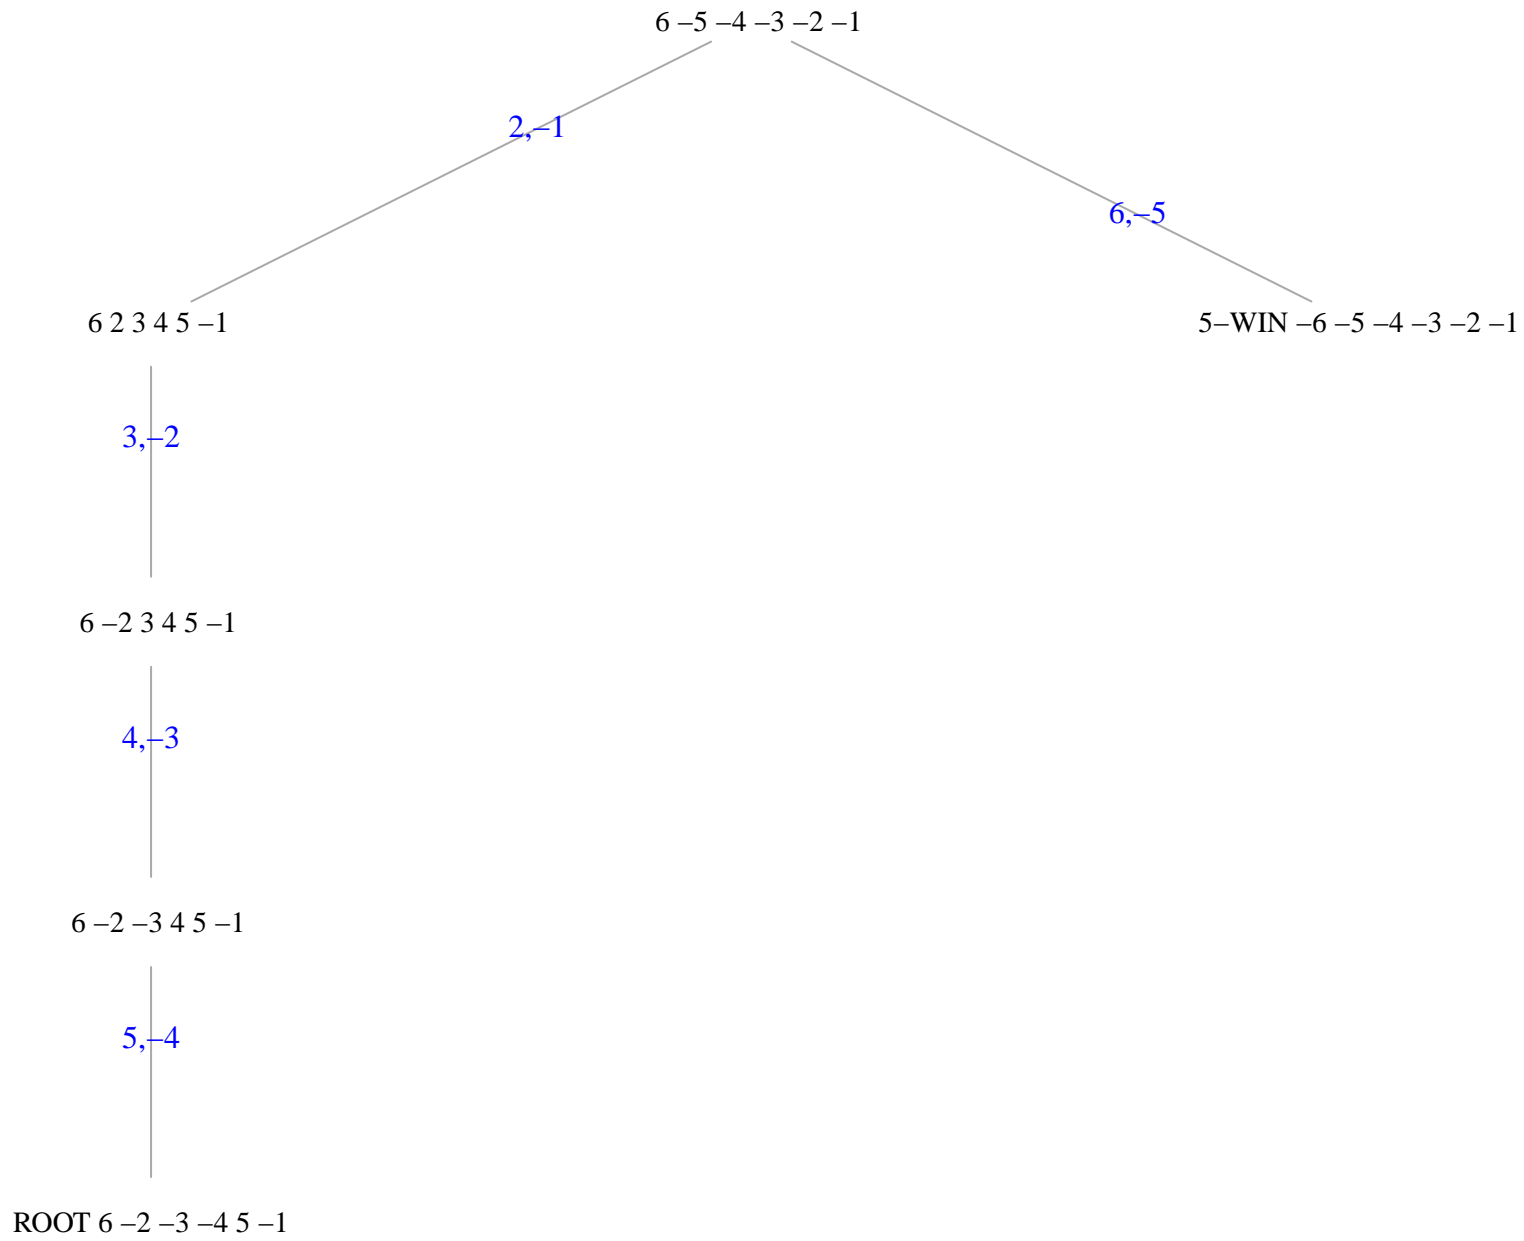 6 –5 –4 –3 –2 –1
2,–1
6,–5
6 2 3 4 5 –1
5–WIN –6 –5 –4 –3 –2 –1
3,–2
6 –2 3 4 5 –1
4,–3
6 –2 –3 4 5 –1
5,–4
ROOT 6 –2 –3 –4 5 –1